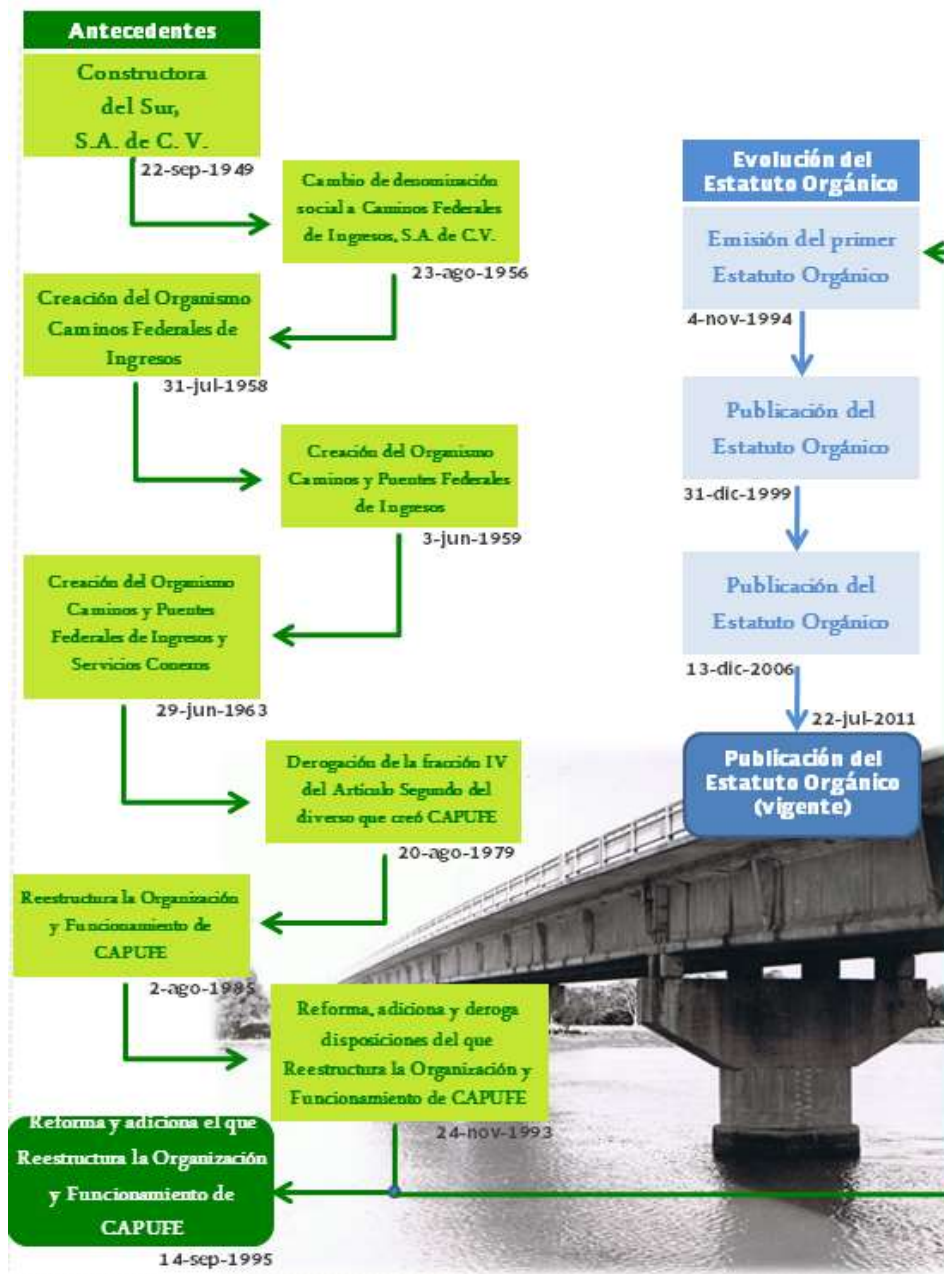 Antecedentes
Constructora
del Sur,
S.A. de C. V.
22-sep-1949
Cambio de denominación
social a Caminos Federales
de Ingresos, S.A. de C.V.
23-ago-1956
Creación del Organismo
Caminos Federales de
Ingresos
31-jul-1958
Creación del Organismo
Caminos y Puentes Federales
de Ingresos
3-jun-1959
Creación del Organismo
Caminos y Puentes
Federales de Ingresos y
Servicios Conexos
29-jun-1963
Derogación de la fracción IV
del Artículo Segundo del
diverso que creó CAPUFE
20-ago-1979
Reestructura la Organización
y Funcionamiento de
CAPUFE
2-ago-1985
Reforma, adiciona y deroga
disposiciones del que
Reestructura la Organización y
Funcionamiento de CAPUFE
24-nov-1993
Reforma y adiciona el que
Reestructura la Organización
y Funcionamiento de
CAPUFE
14-sep-1995
Evolución del
Estatuto Orgánico
Emisión del primer
Estatuto Orgánico
4-nov-1994
Publicación del
Estatuto Orgánico
31-dic-1999
Publicación del
Estatuto Orgánico
13-dic-2006
22-jul-2011
Publicación del
Estatuto Orgánico
(vigente)